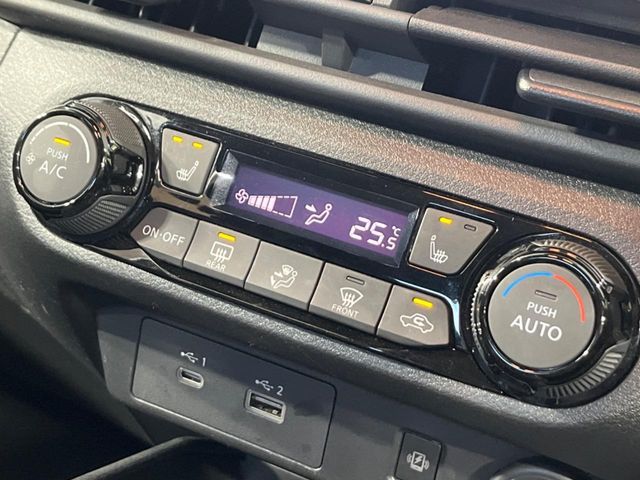 PUSH
A/C
25.5°C
ON·OFF
REAR
FRONT
PUSH
AUTO
1
2